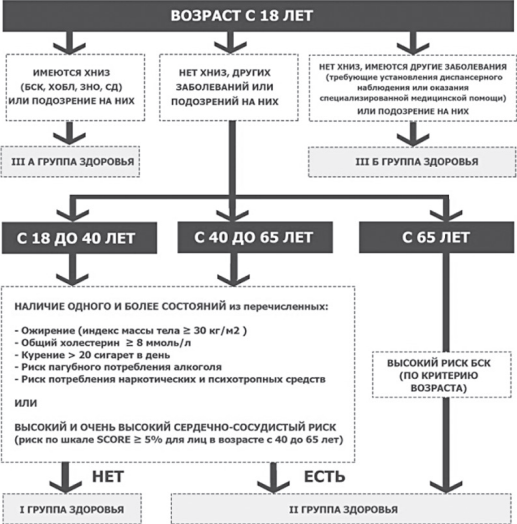 ВОЗРАСТ С 18 ЛЕТ
ИМЕЮТСЯ ХНИЗ
(БСК, ХОБЛ, ЗНО, СД)
ИЛИ ПОДОЗРЕНИЕ НА НИХ
НЕТ ХНИЗ, ДРУГИХ
ЗАБОЛЕВАНИЙ ИЛИ
ПОДОЗРЕНИЙ НА НИХ
НЕТ ХНИЗ, ИМЕЮТСЯ ДРУГИЕ ЗАБОЛЕВАНИЯ
(требующие установления диспансерного
наблюдения или оказания
специализированной медицинской помощи)
ИЛИ ПОДОЗРЕНИЕ НА НИХ
III А ГРУППА ЗДОРОВЬЯ
III Б ГРУППА ЗДОРОВЬЯ
С 18 ДО 40 ЛЕТ
С 40 ДО 65 ЛЕТ
С 65 ЛЕТ
НАЛИЧИЕ ОДНОГО И БОЛЕЕ СОСТОЯНИЙ из перечисленных:
- Ожирение (индекс массы тела ≥ 30 кг/м2 )
- Общий холестерин ≥ 8 ммоль/л
- Курение > 20 сигарет в день
- Риск пагубного потребления алкоголя
- Риск потребления наркотических и психотропных средств
ИЛИ
ВЫСОКИЙ И ОЧЕНЬ ВЫСОКИЙ СЕРДЕЧНО-СОСУДИСТЫЙ РИСК
(риск по шкале SCORE ≥ 5% для лиц в возрасте с 40 до 65 лет)
ВЫСОКИЙ РИСК БСК
(ПО КРИТЕРИЮ
ВОЗРАСТА)
НЕТ
ЕСТЬ
I ГРУППА ЗДОРОВЬЯ
II ГРУППА ЗДОРОВЬЯ